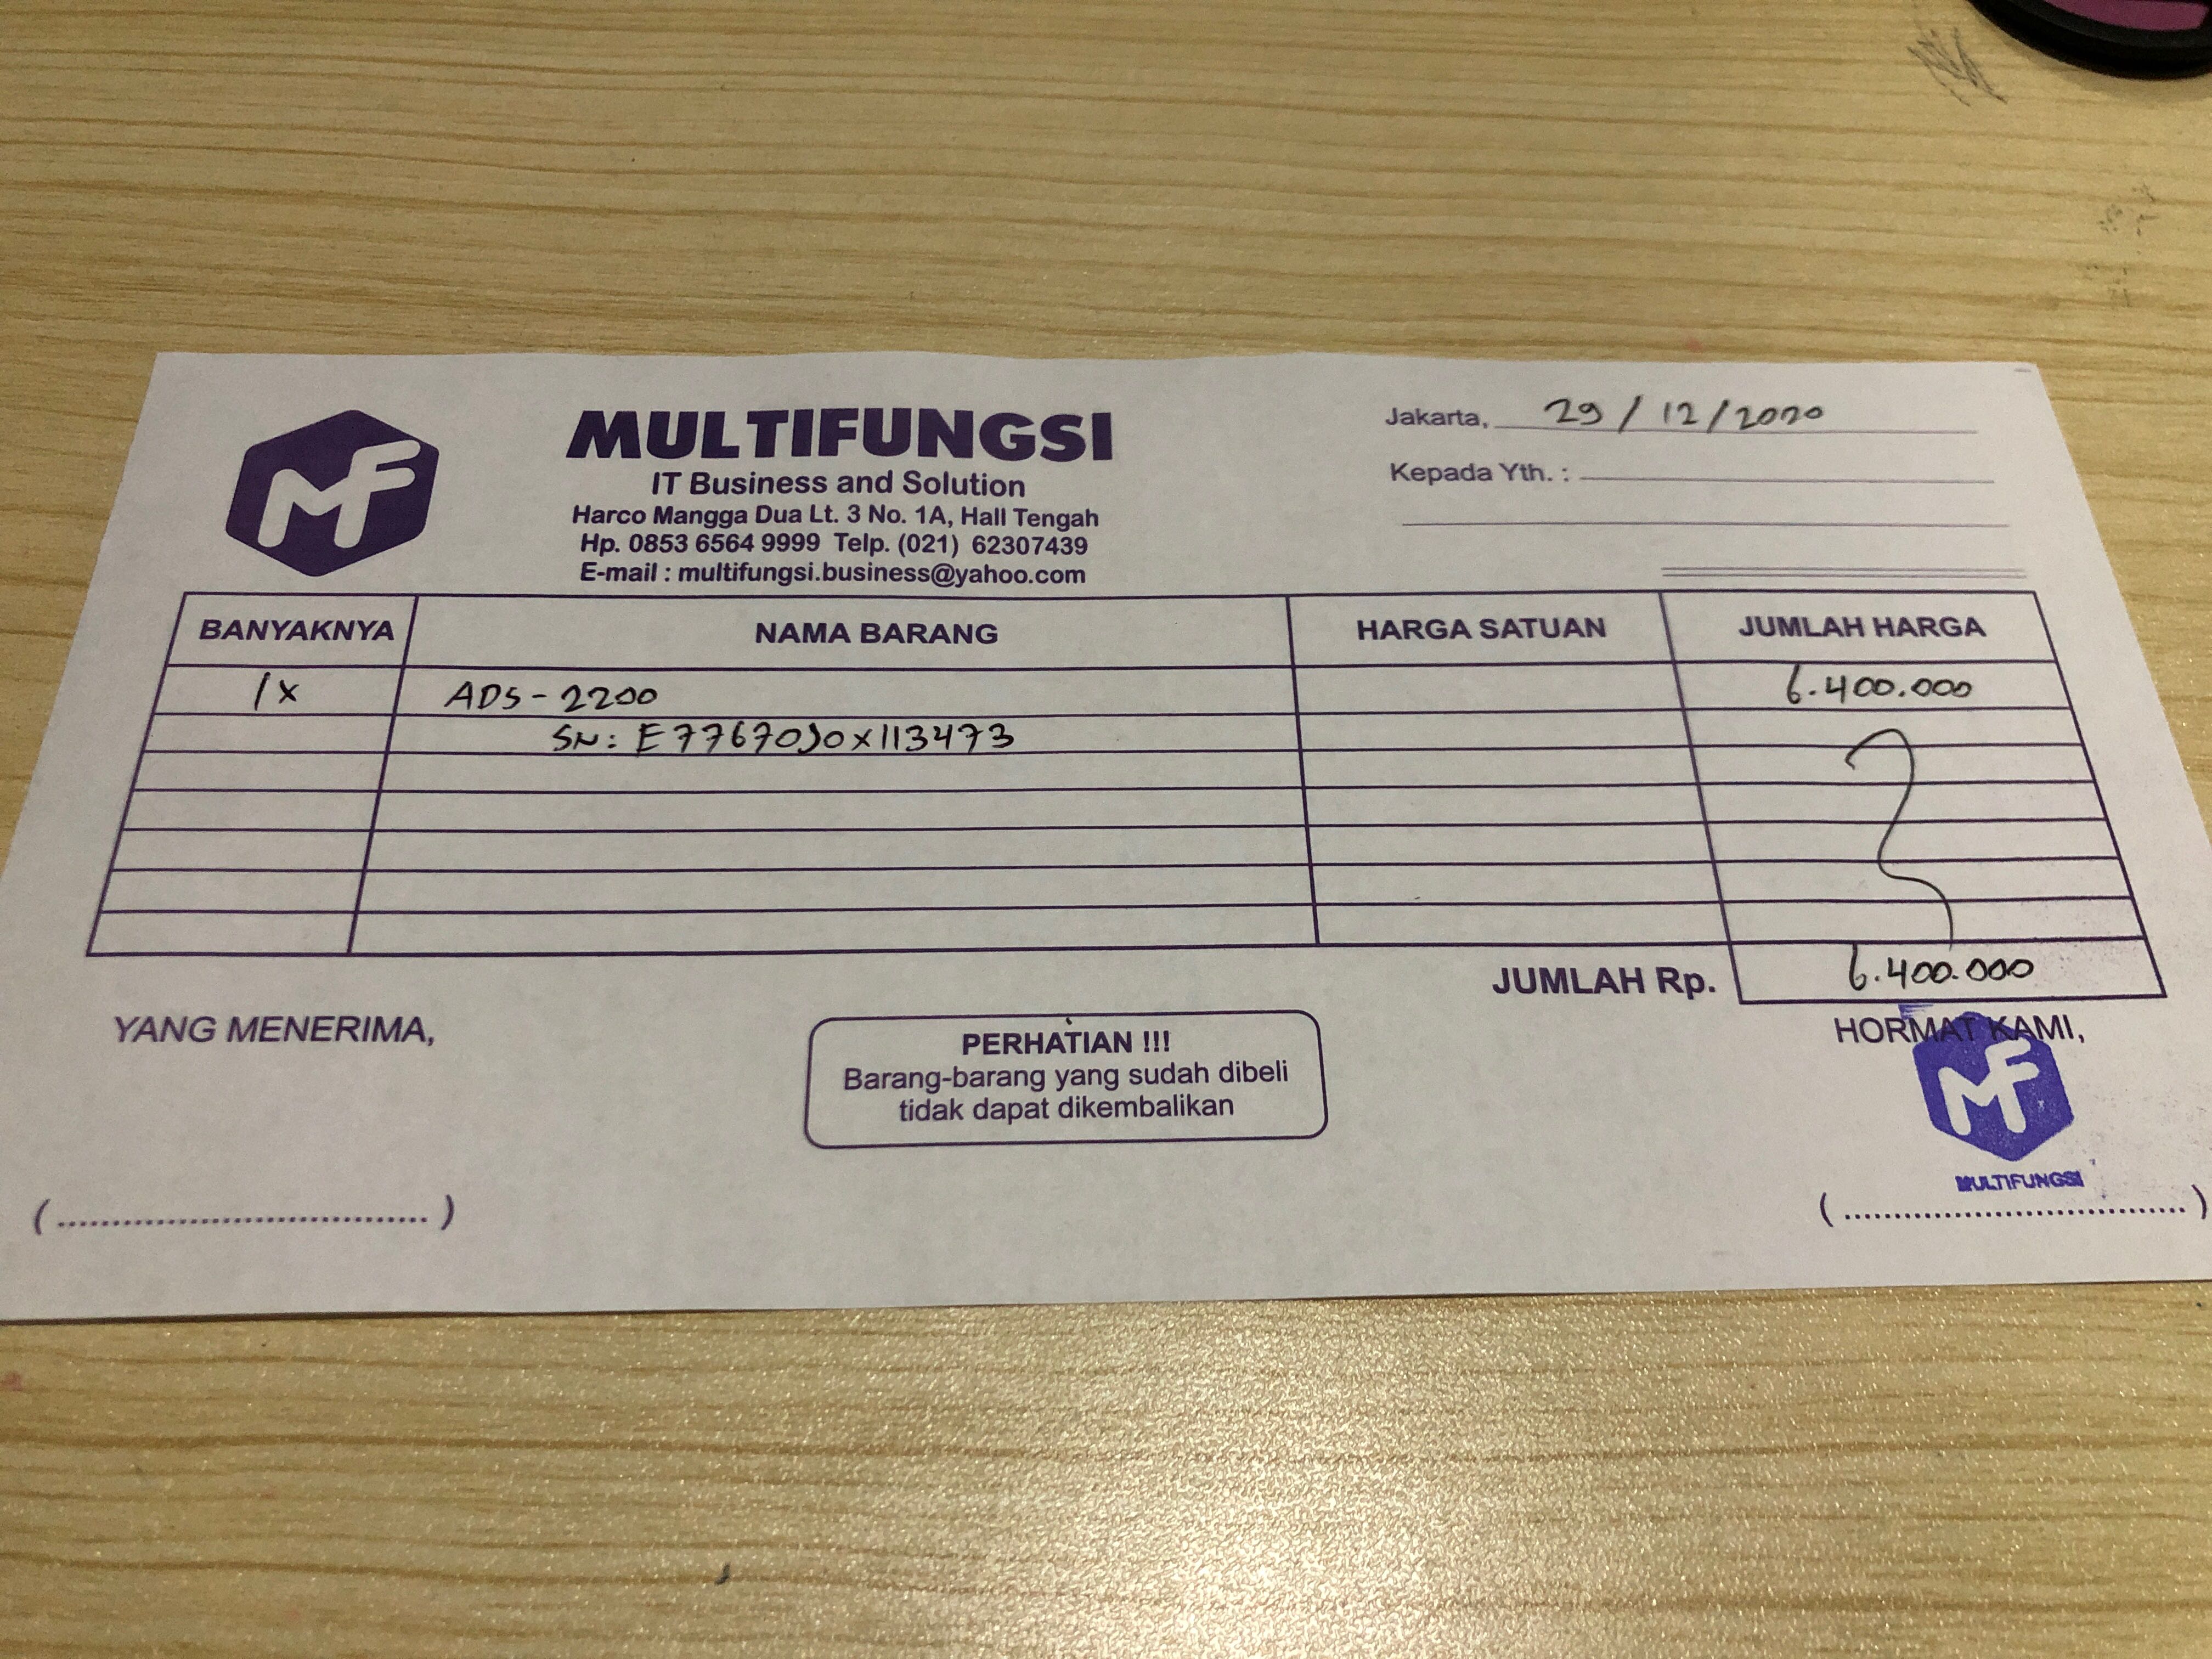 MF
MULTIFUNGSI
IT Business and Solution
Harco Mangga Dua Lt. 3 No. 1A, Hall Tengah
Hp. 0853 6564 9999 Telp. (021) 62307439
E-mail : multifungsi.business@yahoo.com
Jakarta, 29/12/2020
Kepada Yth. :
BANYAKNYA NAMA BARANG HARGA SATUAN JUMLAH HARGA
1x ADS-2200 6.400.000
SN: E77670J0X113473
JUMLAH Rp. 6.400.000
YANG MENERIMA,
PERHATIAN !!!
Barang-barang yang sudah dibeli
tidak dapat dikembalikan
HORMAT KAMI,
MF
MULTIFUNGSI
(.................................)
(.................................)